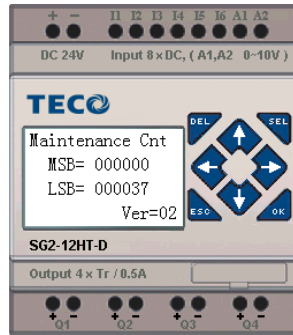 + - I1 I2 I3 I4 I5 I6 A1 A2
DC 24V Input 8×DC, ( A1,A2 0~10V )
TECO
DEL SEL
Maintenance Cnt
MSB= 000000
LSB= 000037
Ver=02
ESC OK
SG2-12HT-D
Output 4 x Tr / 0.5A
+ - + - + - + -
Q1 Q2 Q3 Q4